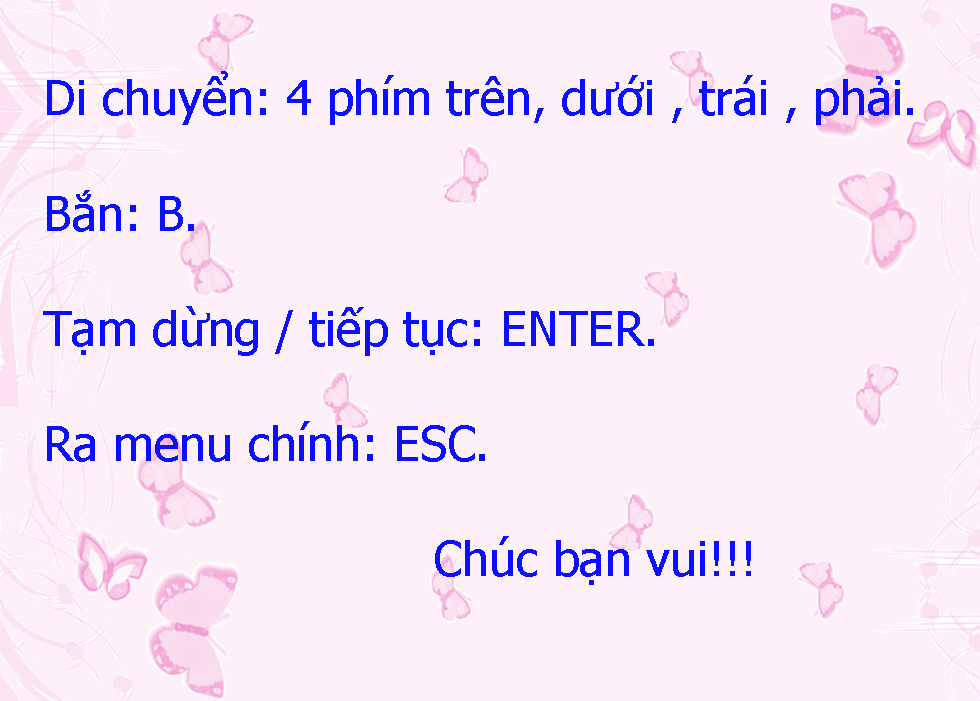 Di chuyển: 4 phím trên, dưới , trái , phải.
Bắn: B.
Tạm dừng / tiếp tục: ENTER.
Ra menu chính: ESC.
Chúc bạn vui!!!